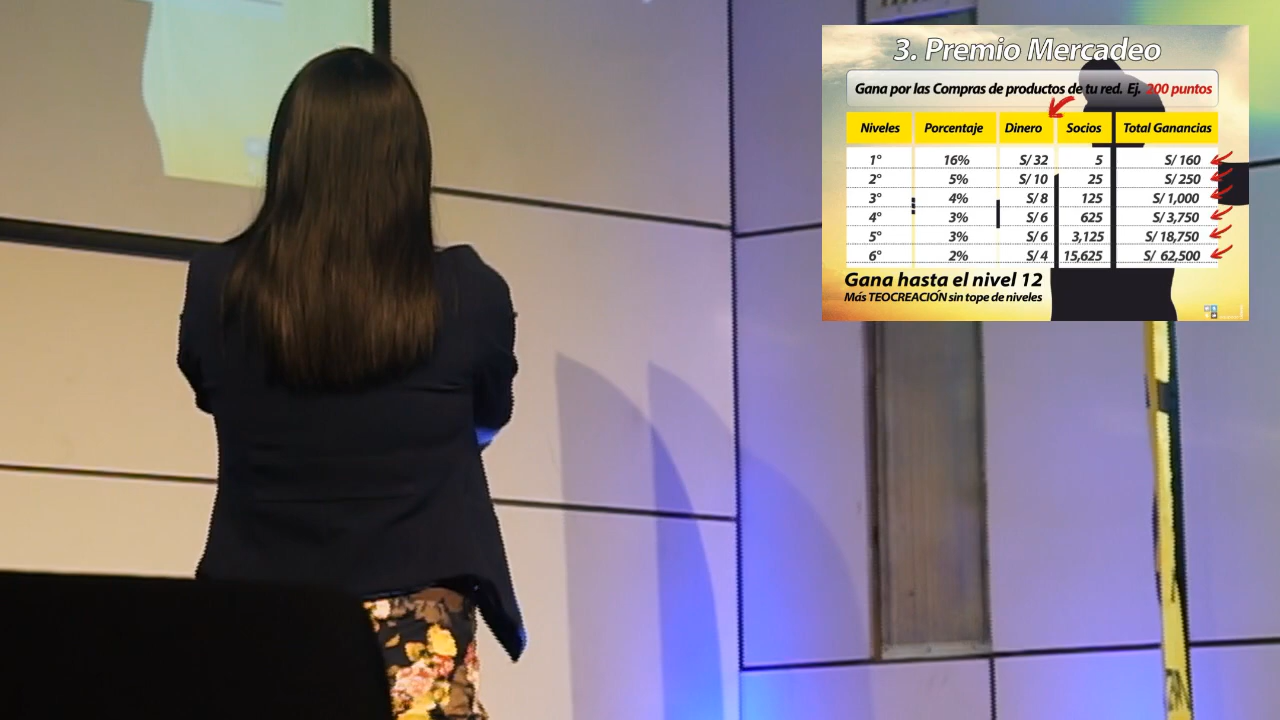 3. Premio Mercadeo
Gana por las Compras de productos de tu red. Ej. 200 puntos
Niveles Porcentaje Dinero Socios Total Ganancias
1° 16% S/ 32 5 S/ 160
2° 5% S/ 10 25 S/ 250
3° 4% S/ 8 125 S/ 1,000
4° 3% S/ 6 625 S/ 3,750
5° 3% S/ 6 3,125 S/ 18,750
6° 2% S/ 4 15,625 S/ 62,500
Gana hasta el nivel 12
Más TEOCREACIÓN sin tope de niveles